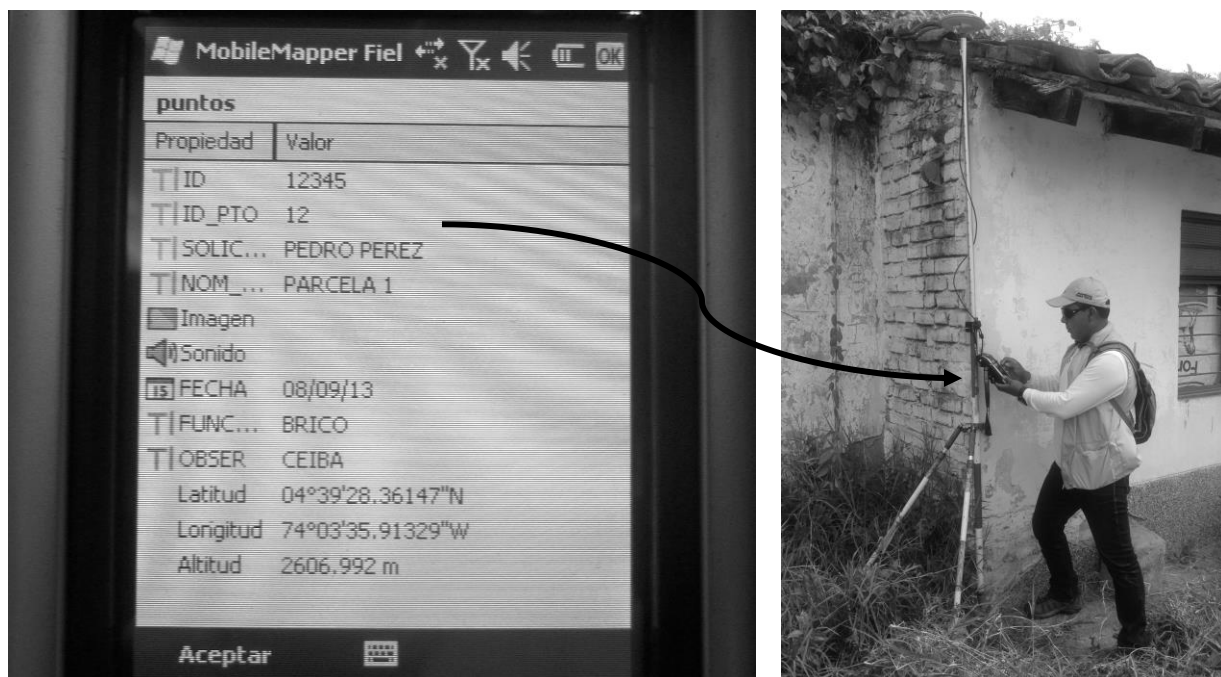 MobileMapper Fiel OK
puntos
Propiedad Valor
ID 12345
ID_PTO 12
SOLIC... PEDRO PEREZ
NOM_... PARCELA 1
Imagen
Sonido
15 FECHA 08/09/13
FUNC... BRICO
OBSER CEIBA
Latitud 04°39'28.36147"N
Longitud 74°03'35.91329"W
Altitud 2606.992 m
Aceptar